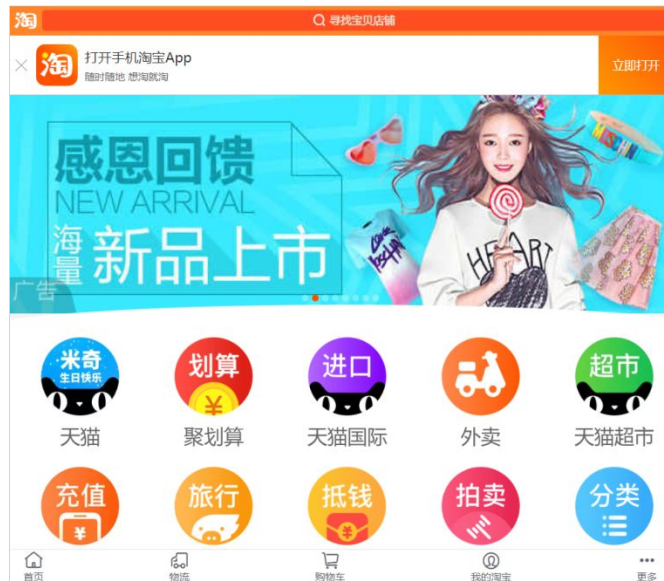 淘
寻找宝贝店铺
淘
打开手机淘宝App
随时随地 想淘就淘
立即打开
感恩回馈
NEW ARRIVAL
海量
新品上市
广告
HEART
米奇
生日快乐
划算
¥
进口
超市
天猫
聚划算
天猫国际
外卖
天猫超市
充值
¥
旅行
抵钱
¥
拍卖
分类
首页
物流
购物车
我的淘宝
更多